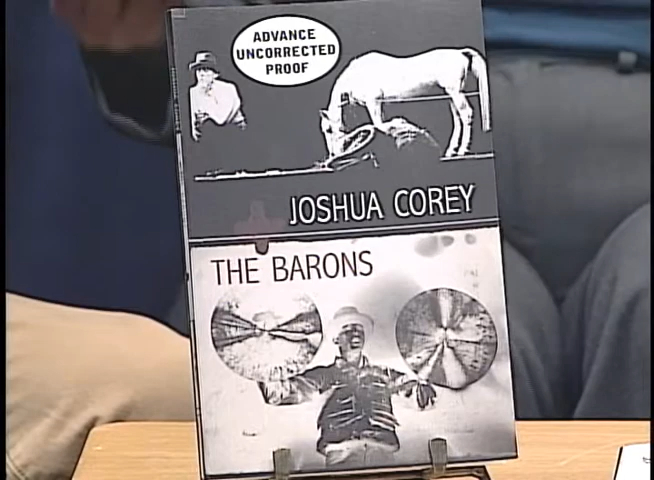 ADVANCE
UNCORRECTED
PROOF
JOSHUA COREY
THE BARONS